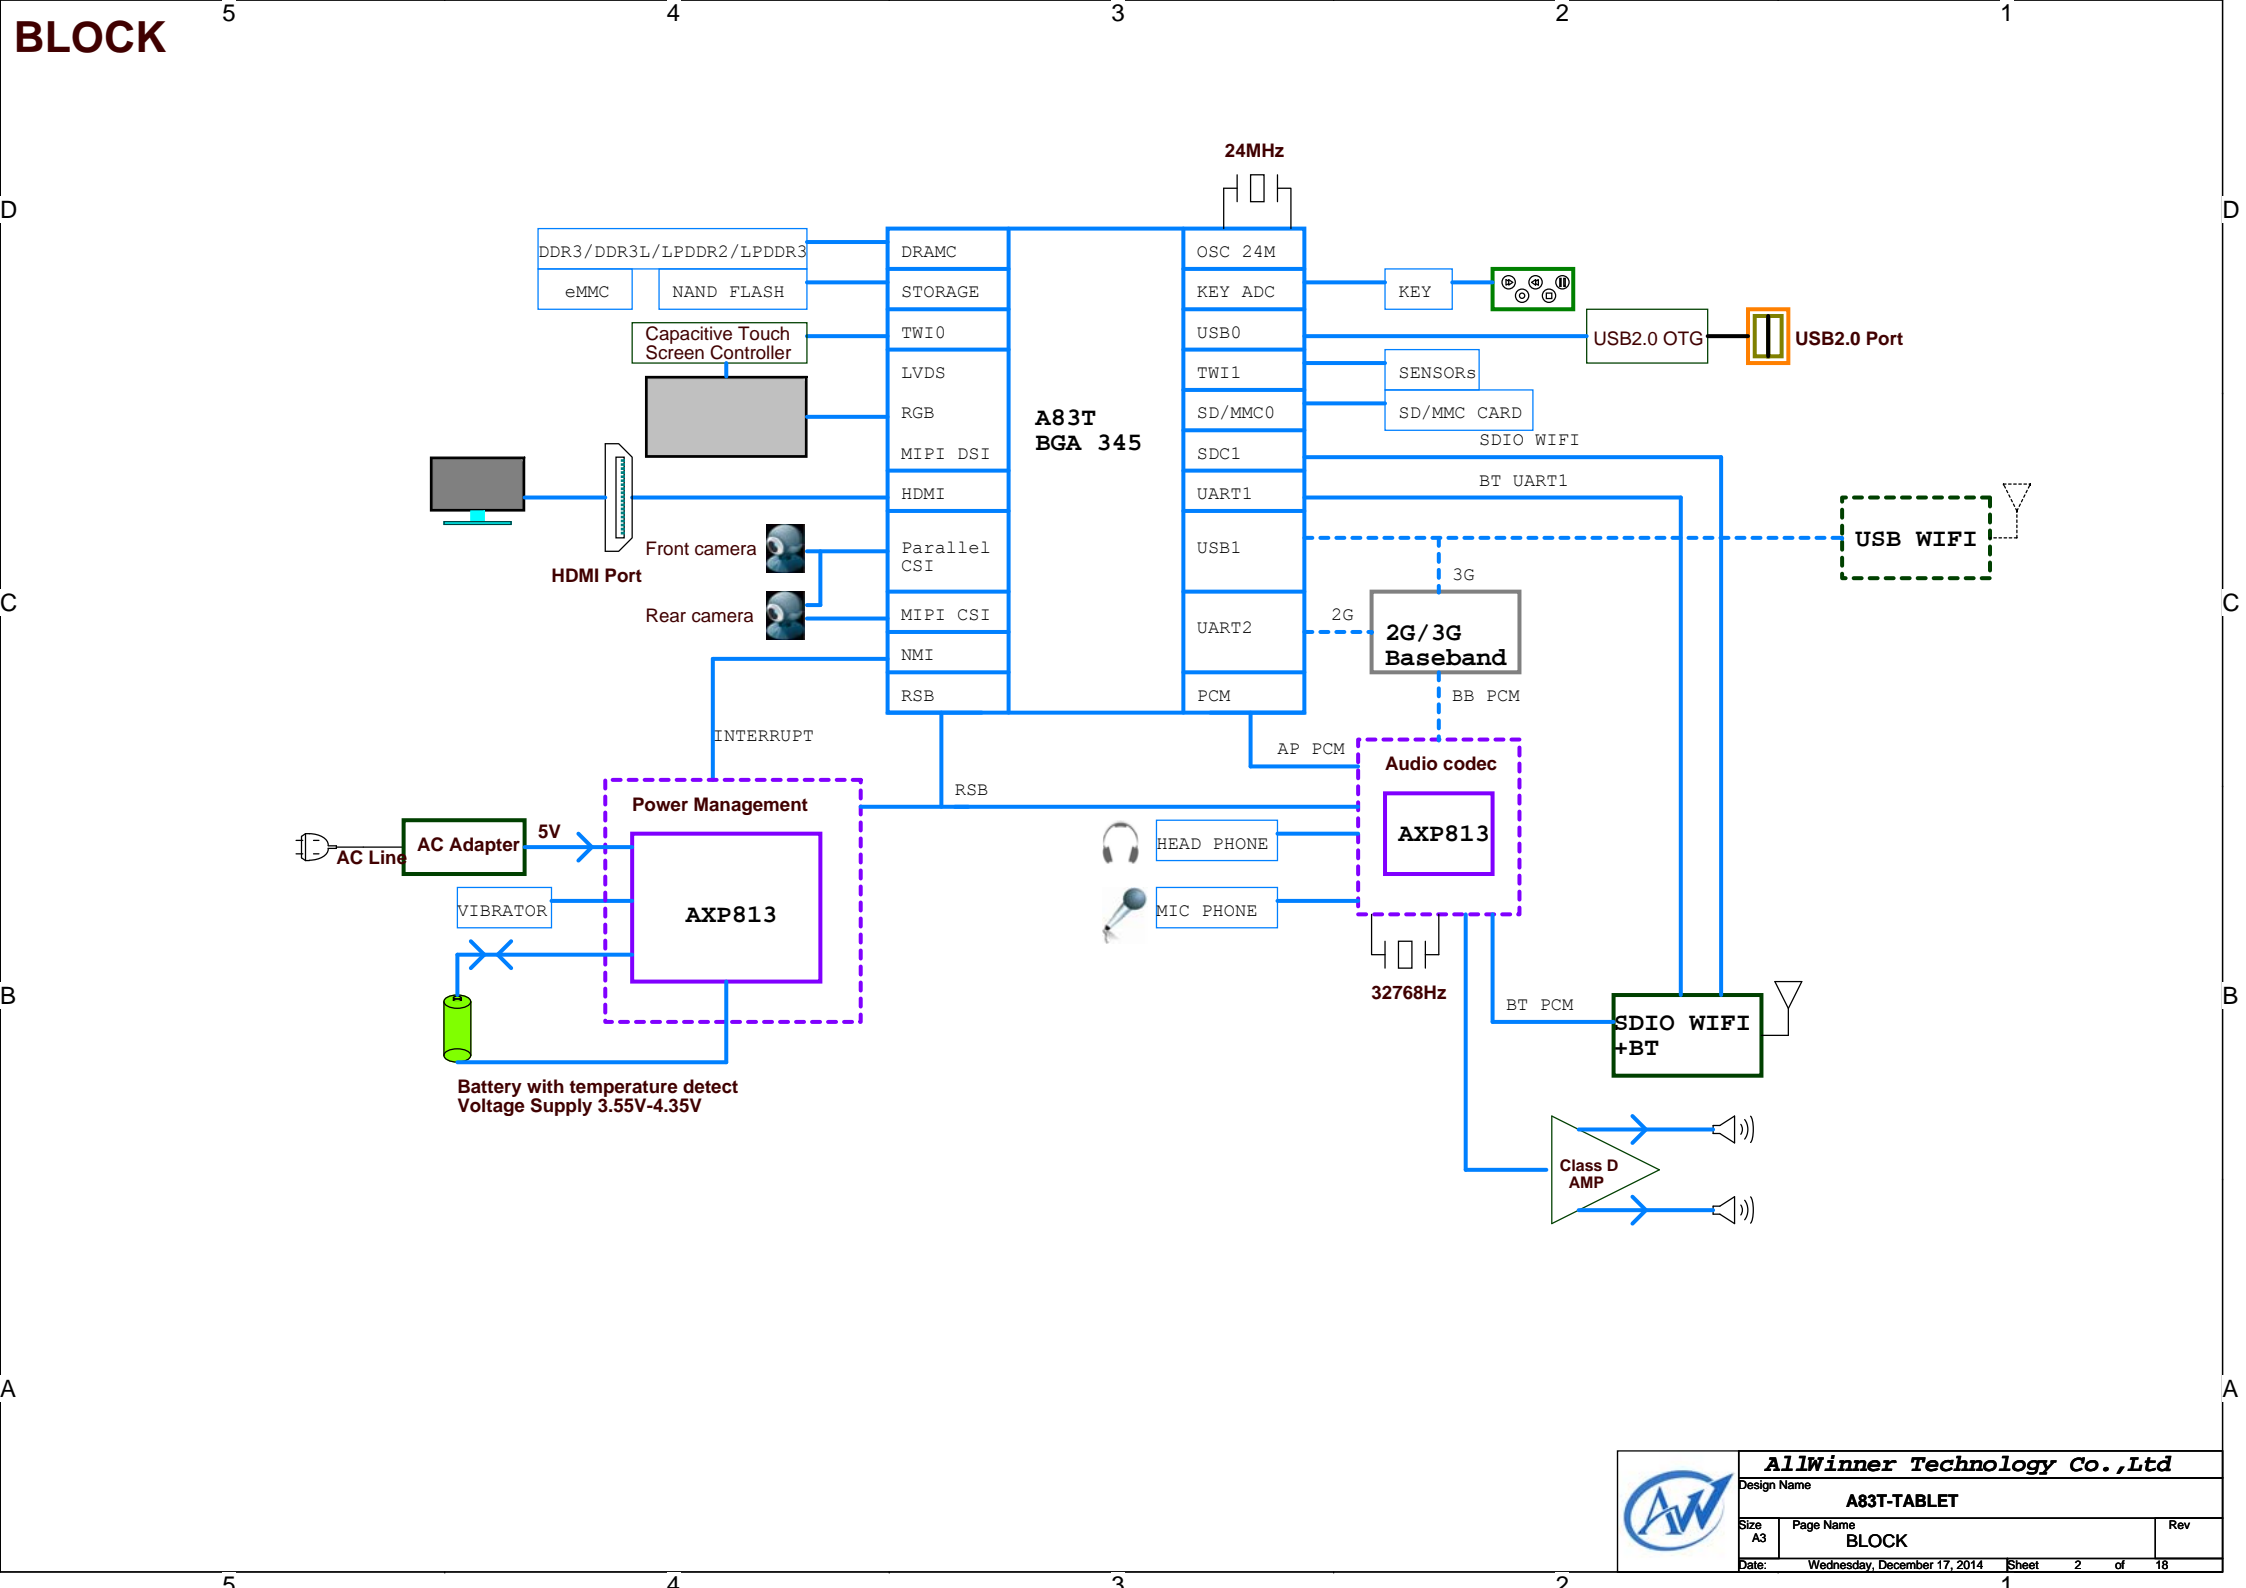 5 4 3 2 1
BLOCK
24MHz
D D
DDR3/DDR3L/LPDDR2/LPDDR3 DRAMC OSC 24M
eMMC NAND FLASH STORAGE KEY ADC KEY
Capacitive Touch
Screen Controller
TWI0 USB0 USB2.0 OTG USB2.0 Port
LVDS TWI1 SENSORs
RGB SD/MMC0 SD/MMC CARD
A83T
BGA 345
SDIO WIFI
MIPI DSI SDC1
BT UART1
HDMI UART1
USB WIFI
Front camera
Parallel
CSI
USB1
HDMI Port
3G
C C
Rear camera MIPI CSI
2G
UART2
2G/3G
Baseband
NMI
RSB PCM BB PCM
INTERRUPT
AP PCM
Audio codec
RSB
Power Management
5V
AXP813
AC Line
AC Adapter
HEAD PHONE
VIBRATOR
AXP813
MIC PHONE
32768Hz
B B
BT PCM
SDIO WIFI
+BT
Battery with temperature detect
Voltage Supply 3.55V-4.35V
Class D
AMP
A A
AW
AllWinner Technology Co.,Ltd
Design Name
A83T-TABLET
Size Page Name Rev
A3 BLOCK
Date: Wednesday, December 17, 2014 Sheet 2 of 18
5 4 3 2 1